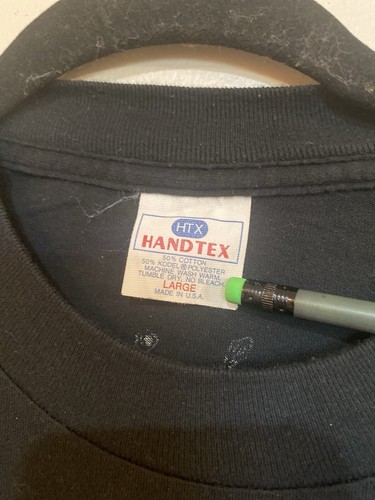 HTX
HANDTEX
50% COTTON
50% KODEL® POLYESTER
MACHINE WASH WARM,
TUMBLE DRY, NO BLEACH
LARGE
MADE IN U.S.A.